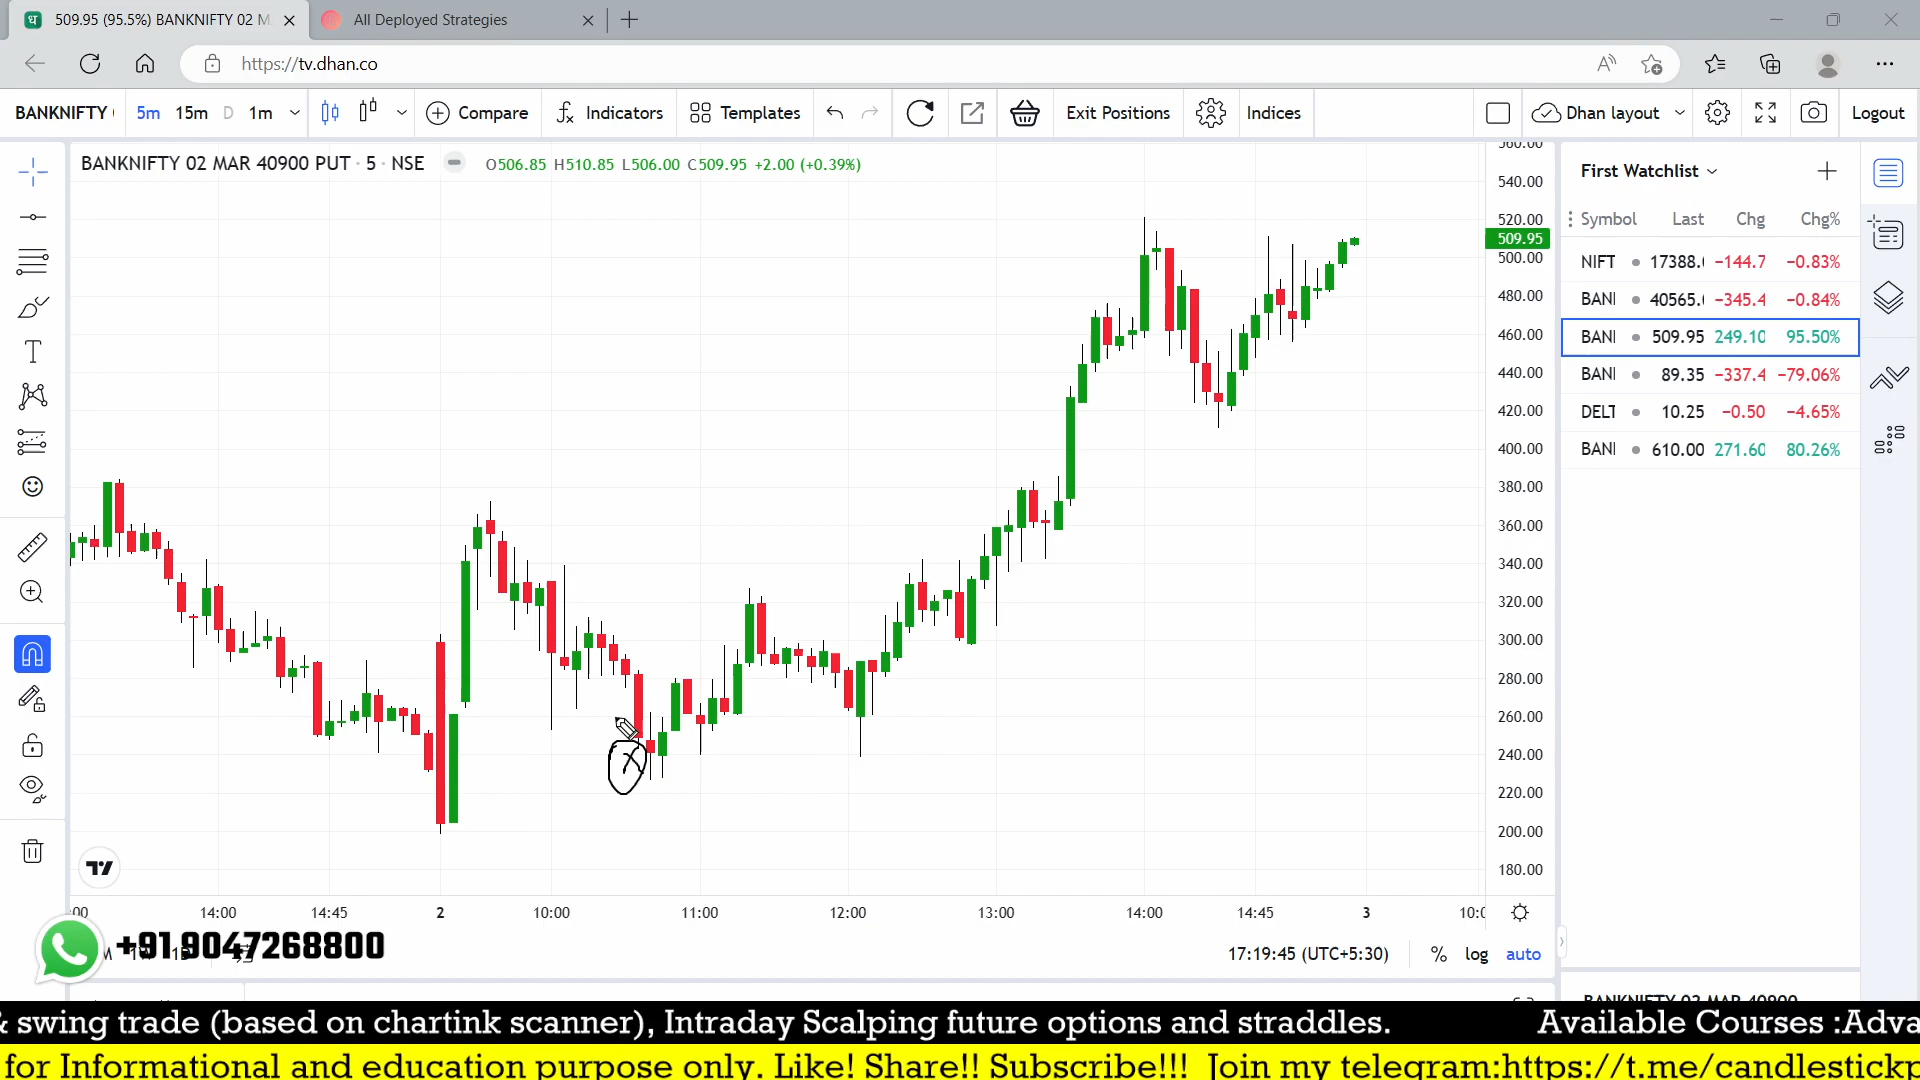 509.95 (95.5%) BANKNIFTY 02 M
All Deployed Strategies
https://tv.dhan.co
BANKNIFTY
5m 15m D 1m Compare Indicators Templates Exit Positions Indices Dhan layout Logout
BANKNIFTY 02 MAR 40900 PUT · 5 · NSE O506.85 H510.85 L506.00 C509.95 +2.00 (+0.39%)
First Watchlist
Symbol Last Chg Chg%
NIFT 17388. −144.7 −0.83%
BANI 40565. −345.4 −0.84%
BANI 509.95 249.10 95.50%
BANI 89.35 −337.4 −79.06%
DELT 10.25 −0.50 −4.65%
BANI 610.00 271.60 80.26%
560.00
540.00
520.00
509.95
500.00
480.00
460.00
440.00
420.00
400.00
380.00
360.00
340.00
320.00
300.00
280.00
260.00
240.00
220.00
200.00
180.00
:00 14:00 14:45 2 10:00 11:00 12:00 13:00 14:00 14:45 3 10:0
+91 9047268800
17:19:45 (UTC+5:30) % log auto
BANKNIFTY 02 MAR 40900
& swing trade (based on chartink scanner), Intraday Scalping future options and straddles. Available Courses :Adva
for Informational and education purpose only. Like! Share!! Subscribe!!! Join my telegram:https://t.me/candlestickp